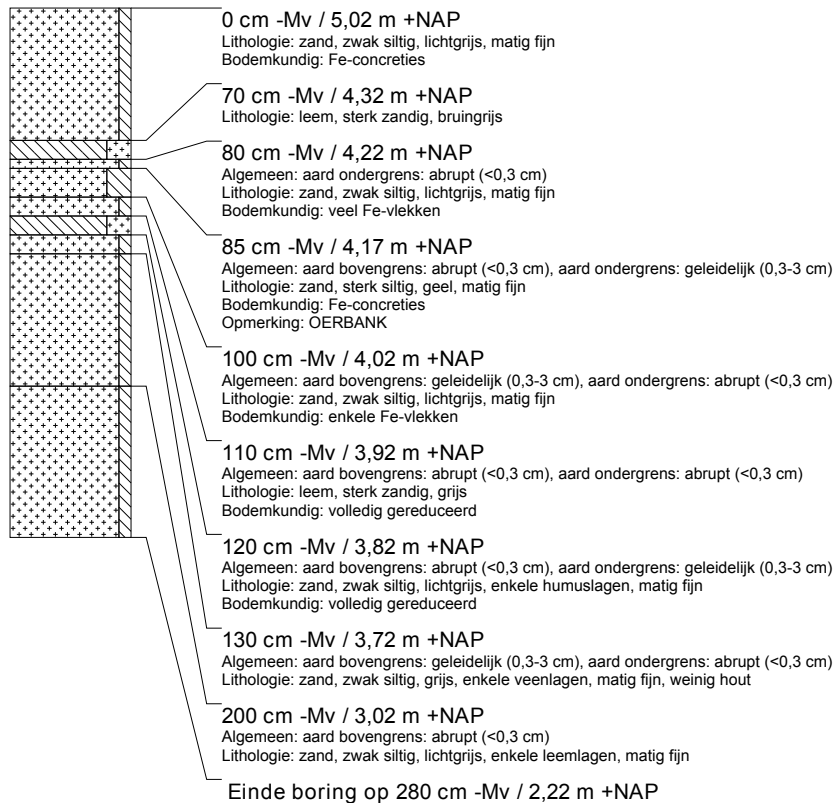 0 cm -Mv / 5,02 m +NAP
Lithologie: zand, zwak siltig, lichtgrijs, matig fijn
Bodemkundig: Fe-concreties
70 cm -Mv / 4,32 m +NAP
Lithologie: leem, sterk zandig, bruingrijs
80 cm -Mv / 4,22 m +NAP
Algemeen: aard ondergrens: abrupt (<0,3 cm)
Lithologie: zand, zwak siltig, lichtgrijs, matig fijn
Bodemkundig: veel Fe-vlekken
85 cm -Mv / 4,17 m +NAP
Algemeen: aard bovengrens: abrupt (<0,3 cm), aard ondergrens: geleidelijk (0,3-3 cm)
Lithologie: zand, sterk siltig, geel, matig fijn
Bodemkundig: Fe-concreties
Opmerking: OERBANK
100 cm -Mv / 4,02 m +NAP
Algemeen: aard bovengrens: geleidelijk (0,3-3 cm), aard ondergrens: abrupt (<0,3 cm)
Lithologie: zand, zwak siltig, lichtgrijs, matig fijn
Bodemkundig: enkele Fe-vlekken
110 cm -Mv / 3,92 m +NAP
Algemeen: aard bovengrens: abrupt (<0,3 cm), aard ondergrens: abrupt (<0,3 cm)
Lithologie: leem, sterk zandig, grijs
Bodemkundig: volledig gereduceerd
120 cm -Mv / 3,82 m +NAP
Algemeen: aard bovengrens: abrupt (<0,3 cm), aard ondergrens: geleidelijk (0,3-3 cm)
Lithologie: zand, zwak siltig, lichtgrijs, enkele humuslagen, matig fijn
Bodemkundig: volledig gereduceerd
130 cm -Mv / 3,72 m +NAP
Algemeen: aard bovengrens: geleidelijk (0,3-3 cm), aard ondergrens: abrupt (<0,3 cm)
Lithologie: zand, zwak siltig, grijs, enkele veenlagen, matig fijn, weinig hout
200 cm -Mv / 3,02 m +NAP
Algemeen: aard bovengrens: abrupt (<0,3 cm)
Lithologie: zand, zwak siltig, lichtgrijs, enkele leemlagen, matig fijn
Einde boring op 280 cm -Mv / 2,22 m +NAP